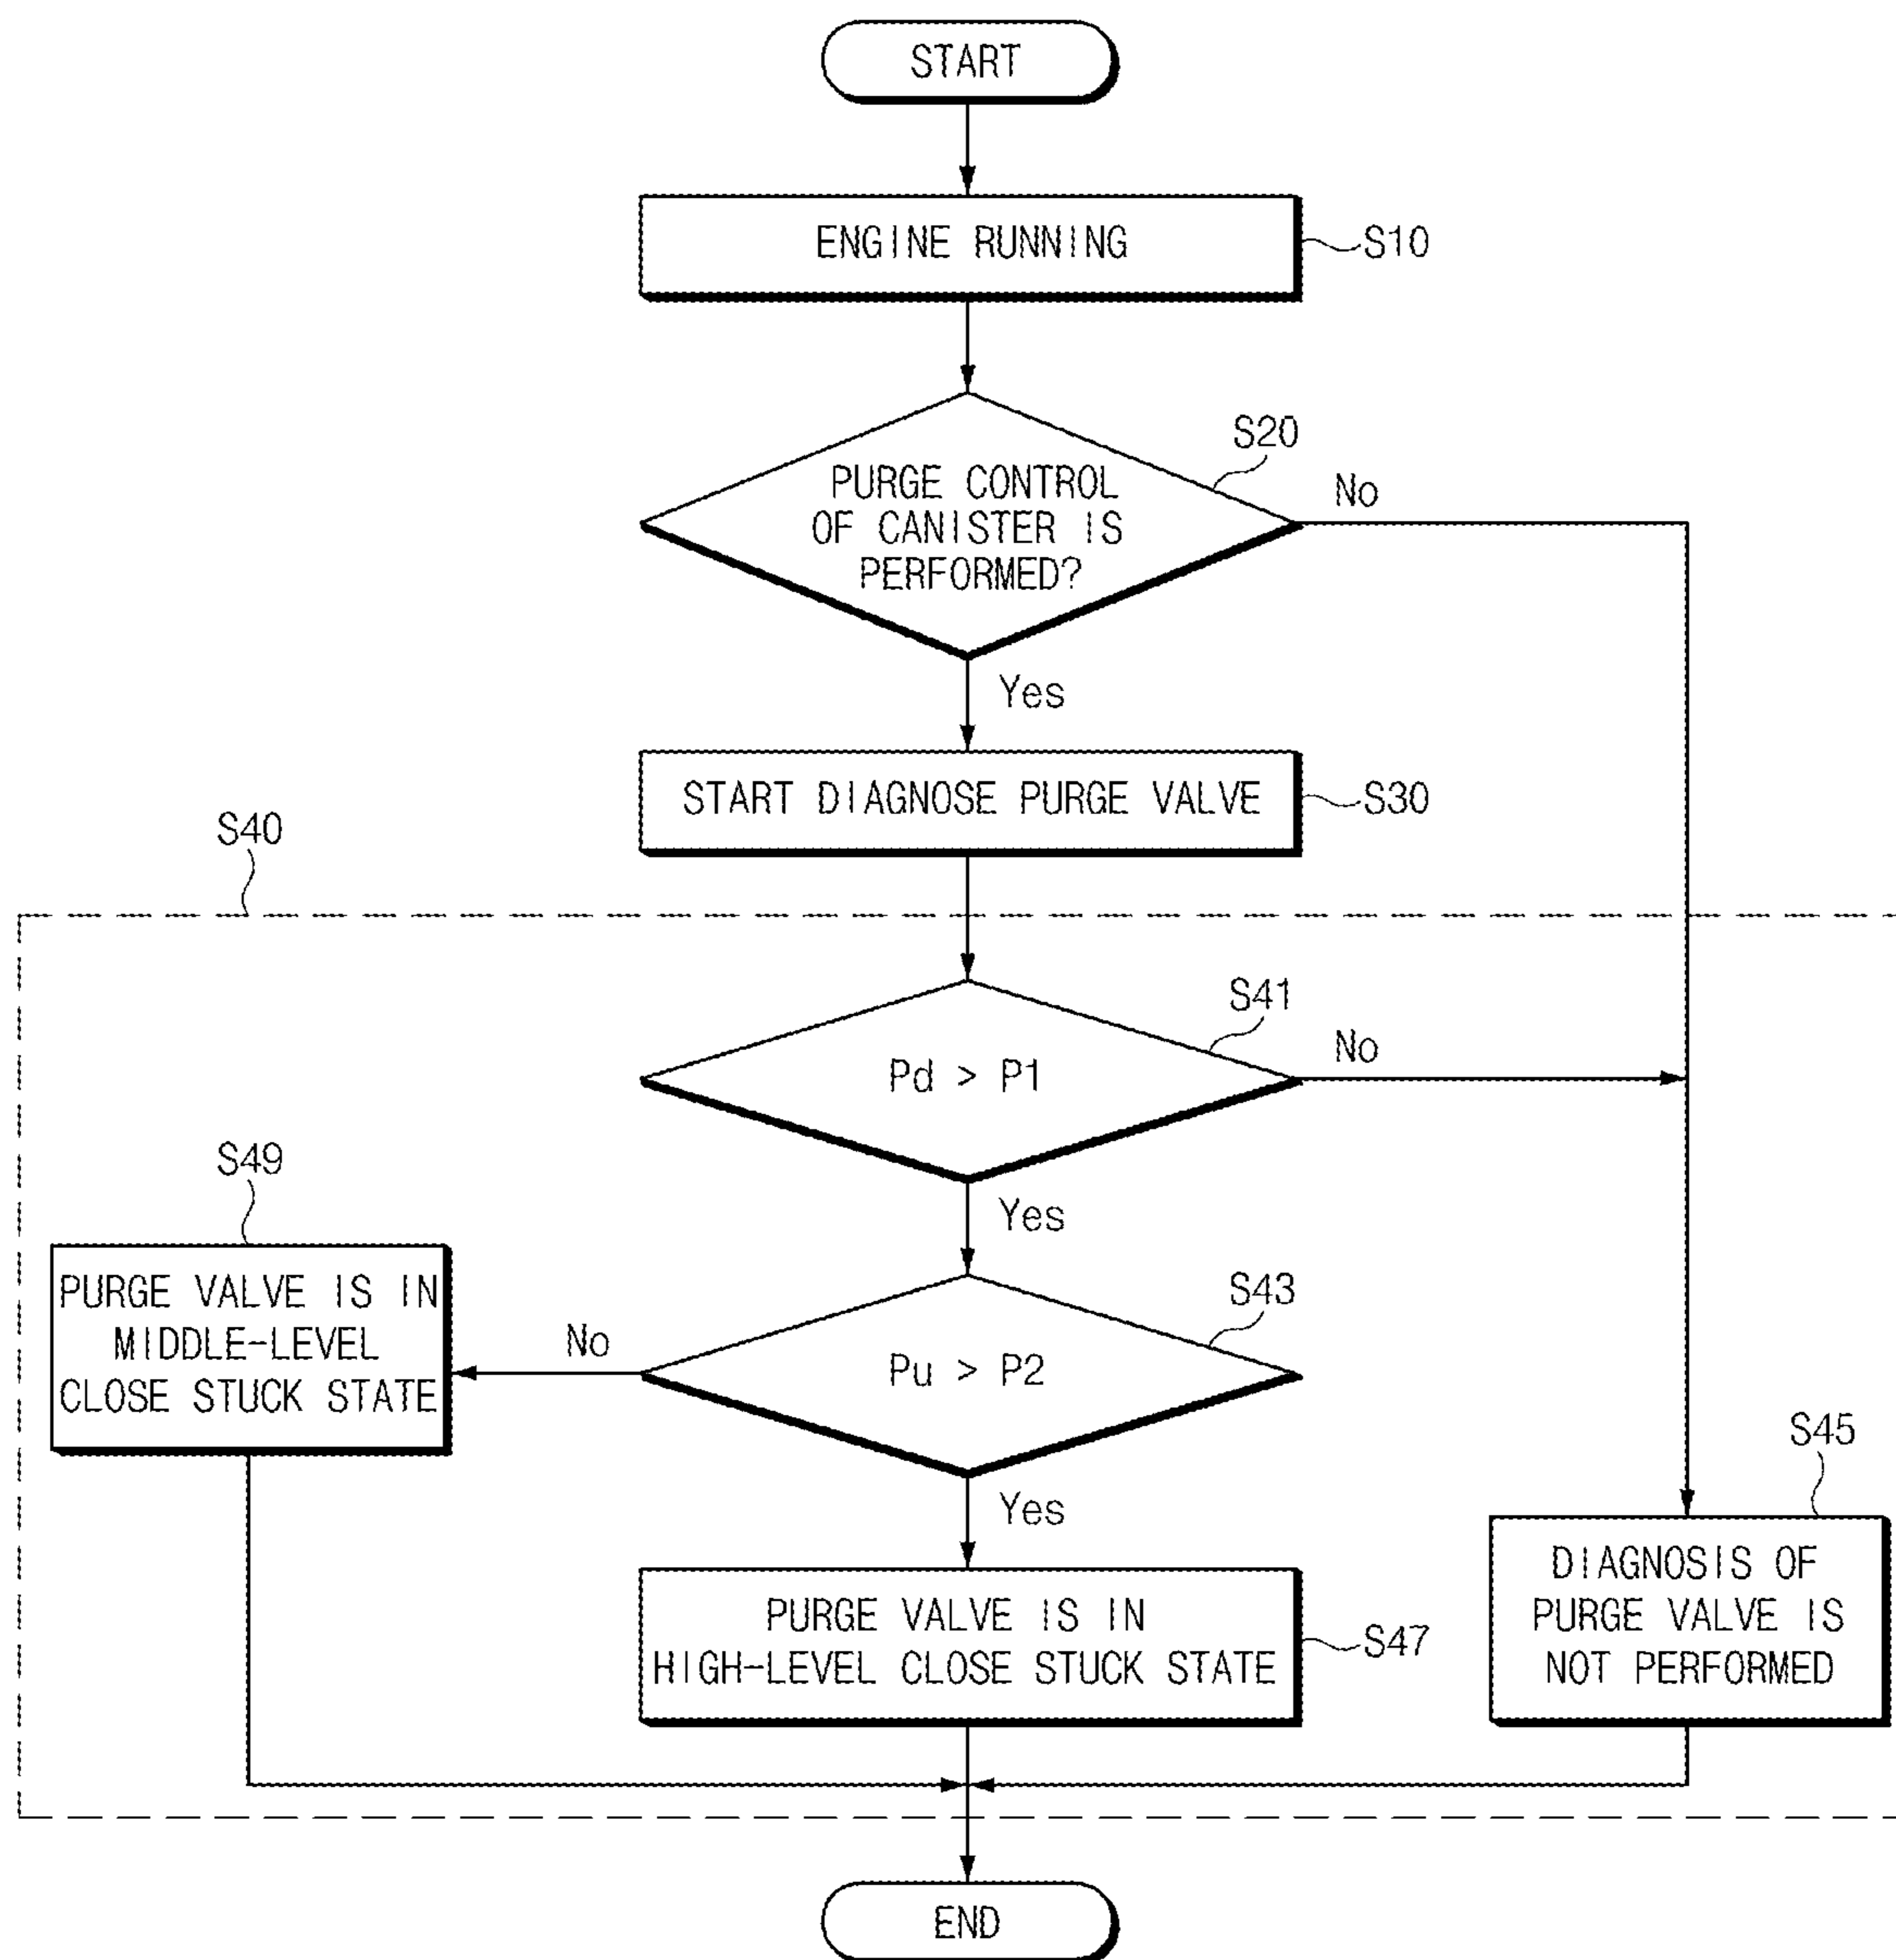 START
ENGINE RUNNING
S10
S20
PURGE CONTROL
OF CANISTER IS
PERFORMED?
No
Yes
START DIAGNOSE PURGE VALVE
S30
S40
S41
Pd > P1
No
Yes
S49
PURGE VALVE IS IN
MIDDLE-LEVEL
CLOSE STUCK STATE
S43
Pu > P2
No
Yes
S45
DIAGNOSIS OF
PURGE VALVE IS
NOT PERFORMED
PURGE VALVE IS IN
HIGH-LEVEL CLOSE STUCK STATE
S47
END